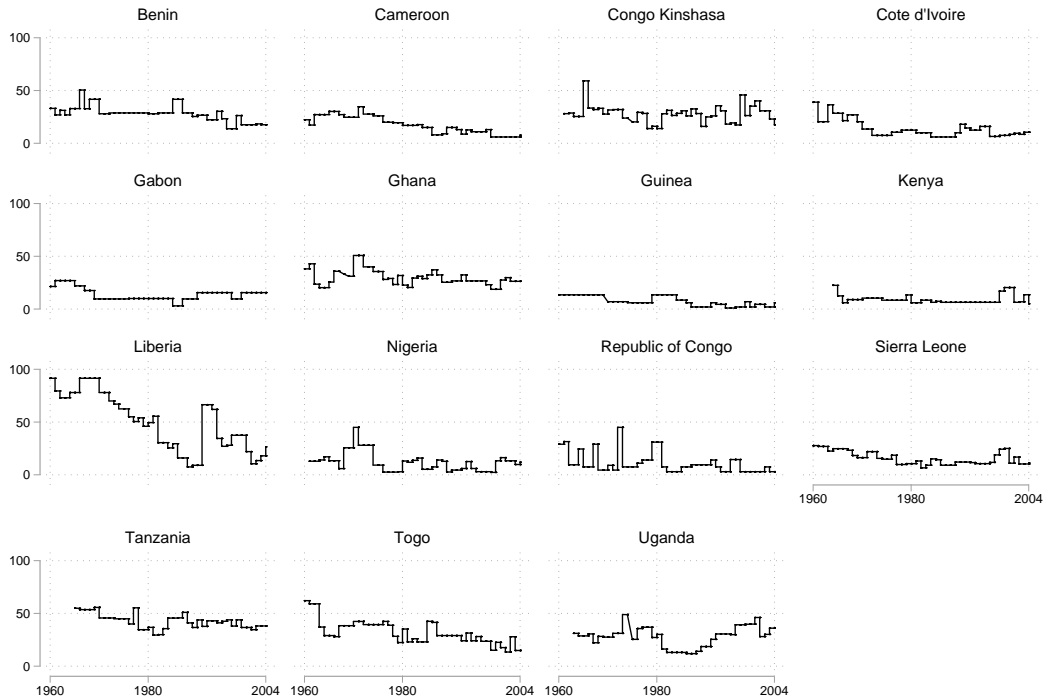 Benin Cameroon Congo Kinshasa Cote d'Ivoire
100
50
0
Gabon Ghana Guinea Kenya
100
50
0
Liberia Nigeria Republic of Congo Sierra Leone
100
50
0
1960 1980 2004
Tanzania Togo Uganda
100
50
0
1960 1980 2004 1960 1980 2004 1960 1980 2004